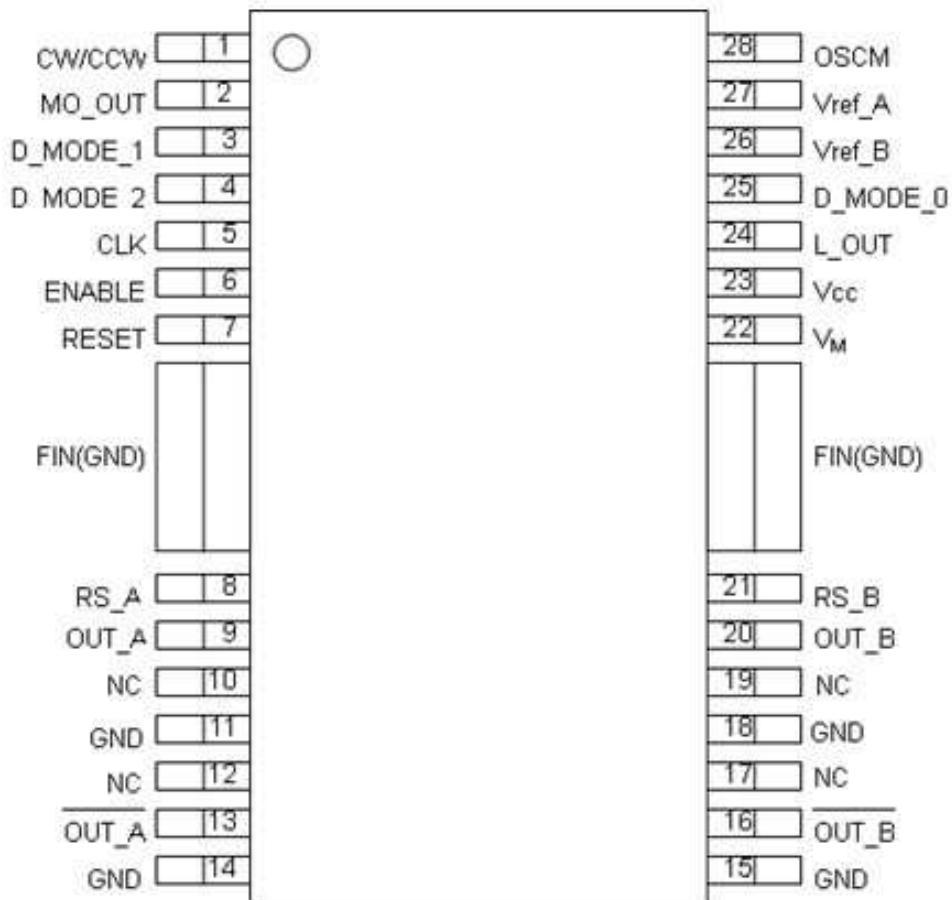 CW/CCW 1 28 OSCM
MO_OUT 2 27 Vref_A
D_MODE_1 3 26 Vref_B
D MODE 2 4 25 D_MODE_0
CLK 5 24 L_OUT
ENABLE 6 23 Vcc
RESET 7 22 VM
FIN(GND) FIN(GND)
RS_A 8 21 RS_B
OUT_A 9 20 OUT_B
NC 10 19 NC
GND 11 18 GND
NC 12 17 NC
OUT_A 13 16 OUT_B
GND 14 15 GND